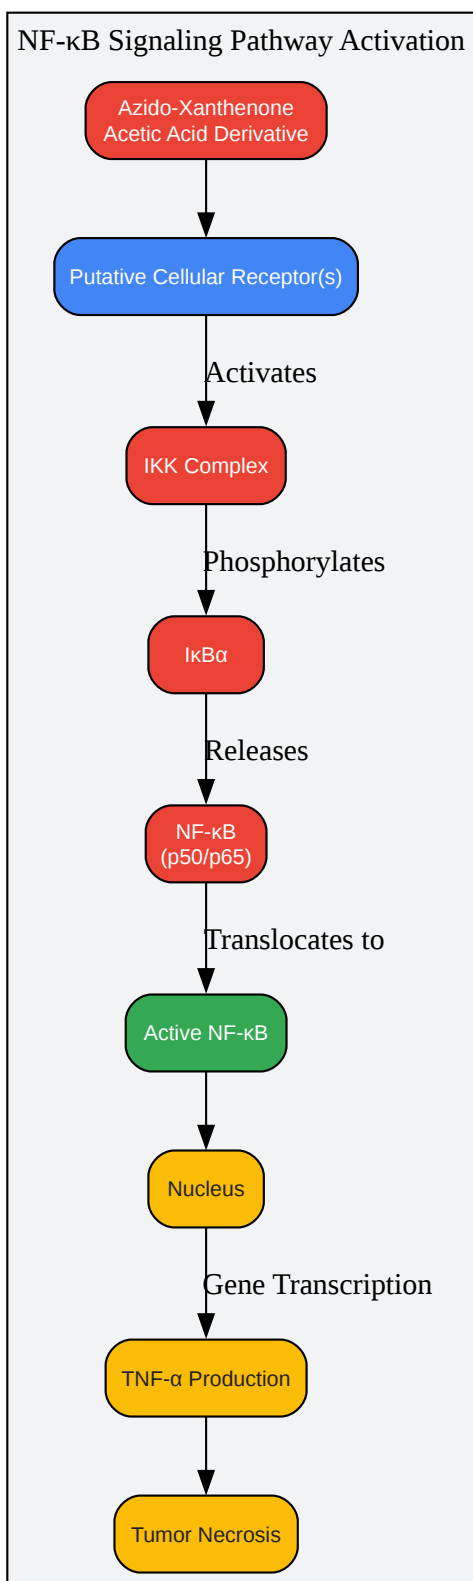 NF-κB Signaling Pathway Activation
Azido-Xanthenone
Acetic Acid Derivative
Putative Cellular Receptor(s)
Activates
IKK Complex
Phosphorylates
IκBα
Releases
NF-κB
(p50/p65)
Translocates to
Active NF-κB
Nucleus
Gene Transcription
TNF-α Production
Tumor Necrosis